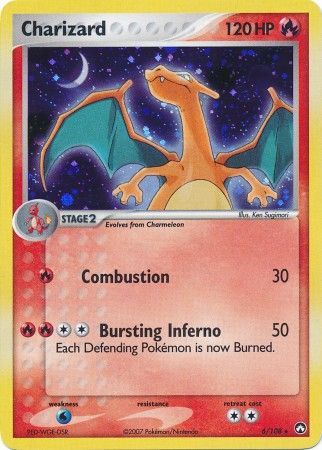 Charizard 120 HP
Illus. Ken Sugimori
STAGE 2
Evolves from Charmeleon
Combustion 30
Bursting Inferno 50
Each Defending Pokémon is now Burned.
weakness resistance retreat cost
©2007 Pokémon/Nintendo 6/108 ★